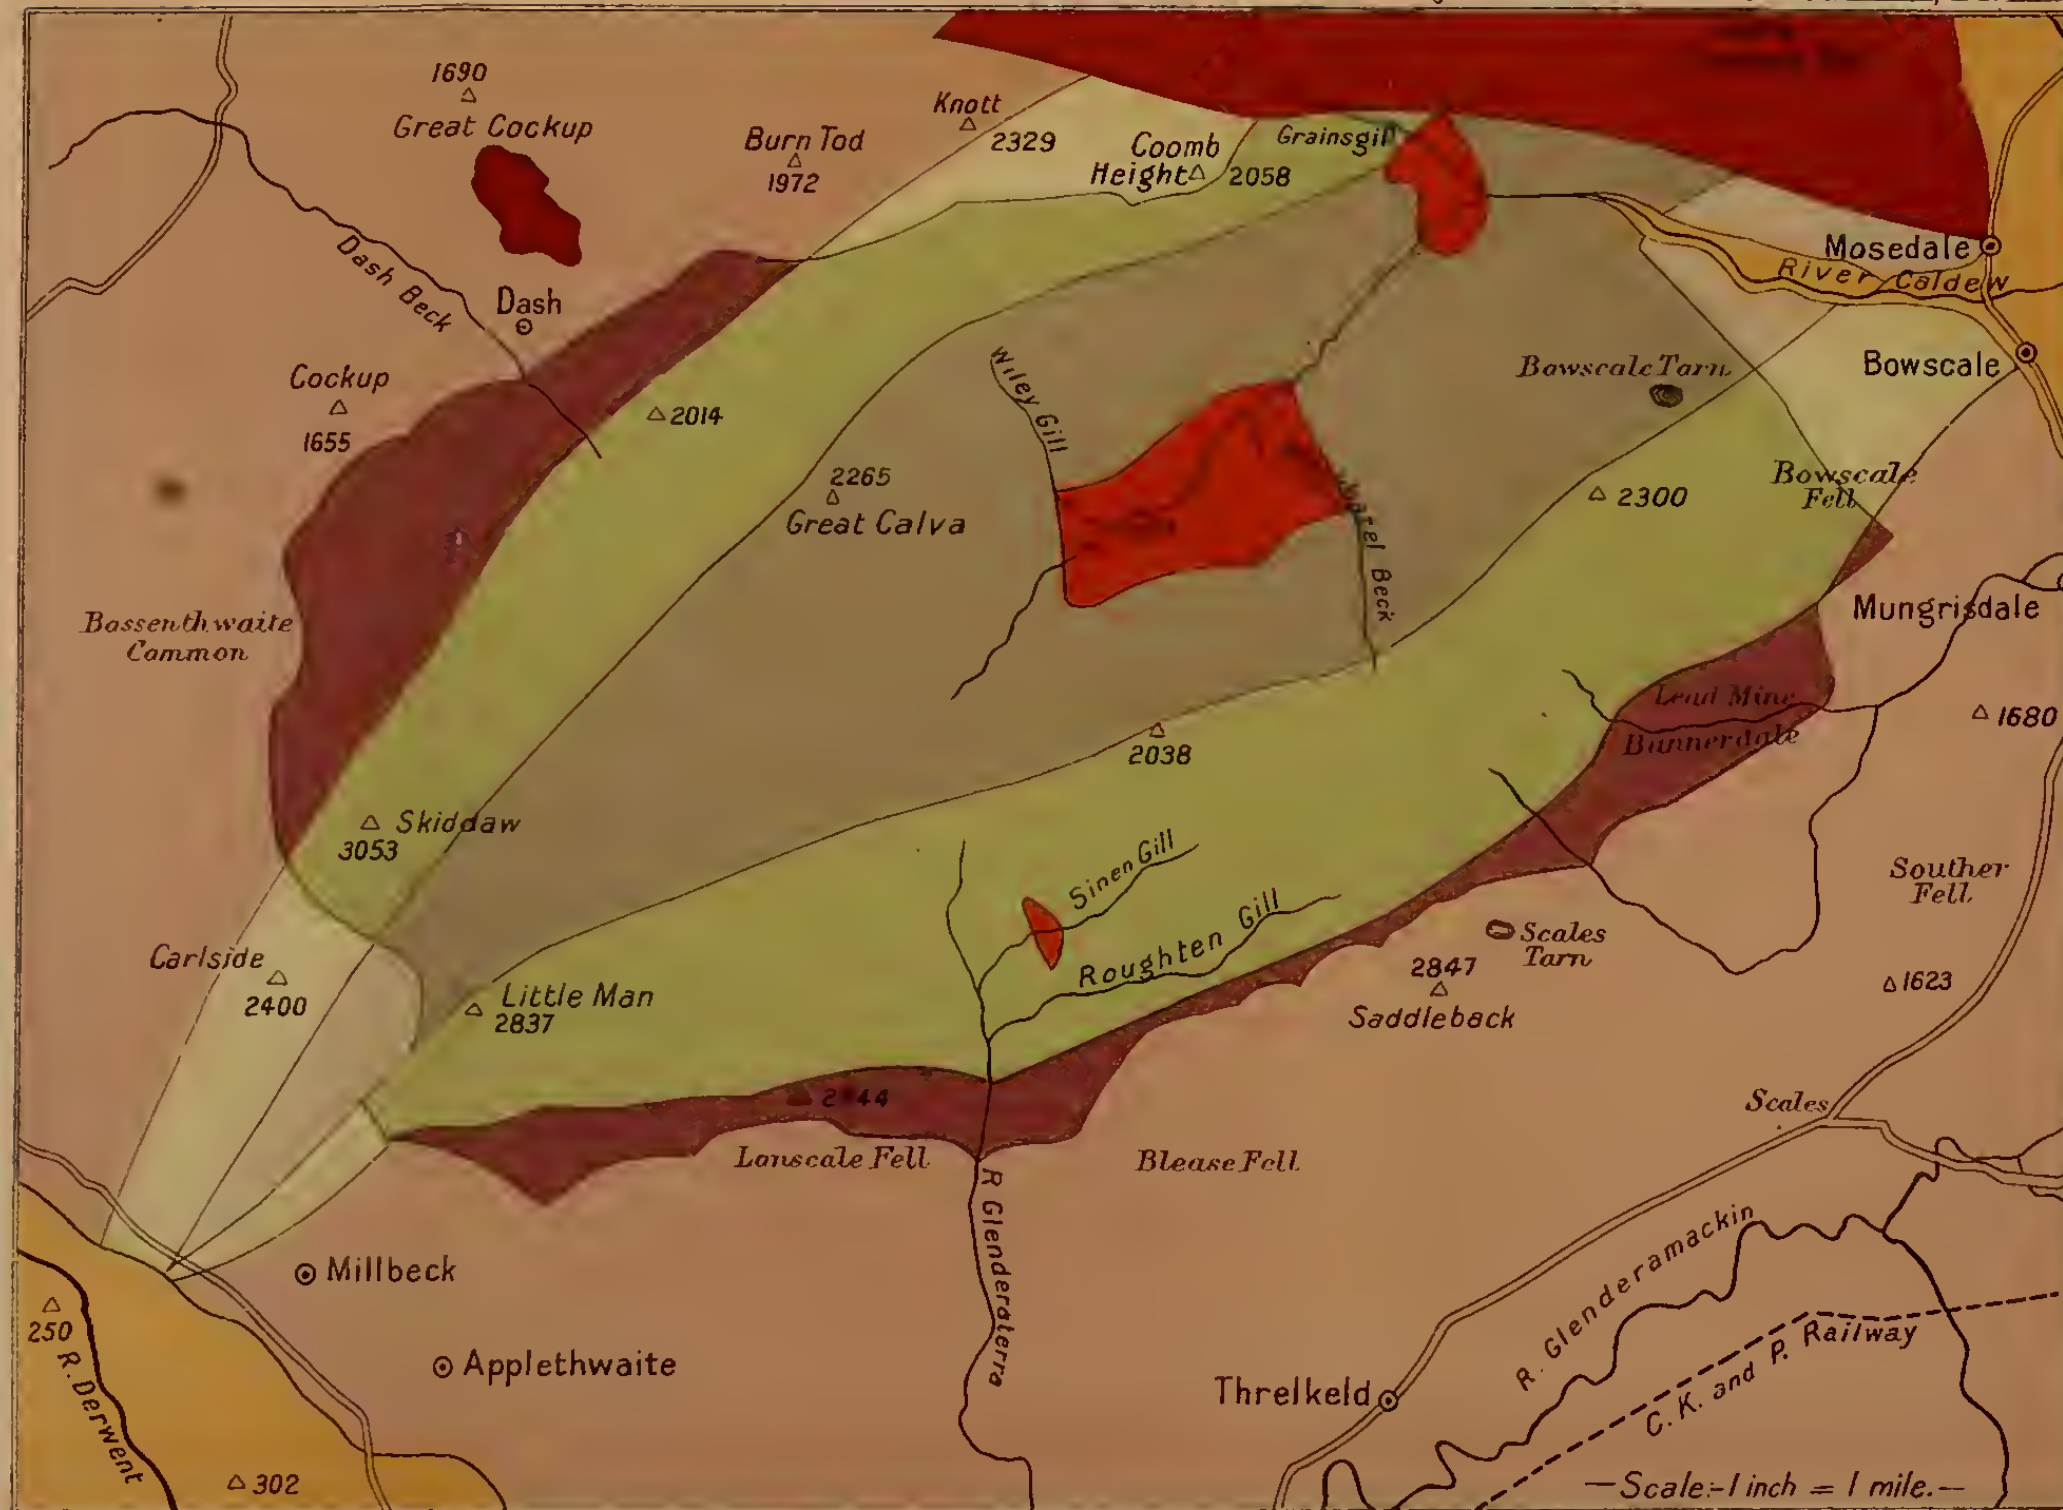 1690
Great Cockup
Knott
2329
Burn Tod
1972
Coomb
Height 2058
Grainsgill
Mosedale
River Caldew
Bowscale
Dash Beck
Dash
Cockup
1655
2014
Wiley Gill
Bowscale Tarn
2265
Great Calva
2300
Bowscale
Fell
Beck
Mungrisdale
Bassenthwaite
Common
Lead Mine
Bannerdale
1680
2038
Skiddaw
3053
Sinen Gill
Roughten Gill
Souther
Fell
Scales
Tarn
2847
Saddleback
1623
Carlside
2400
Little Man
2837
Lonscale Fell
Blease Fell
Scales
R Glenderaterra
R. Glenderamackin
Millbeck
250
R. Derwent
Applethwaite
Threlkeld
C. K. and P. Railway
302
—Scale:-1 inch = 1 mile.—